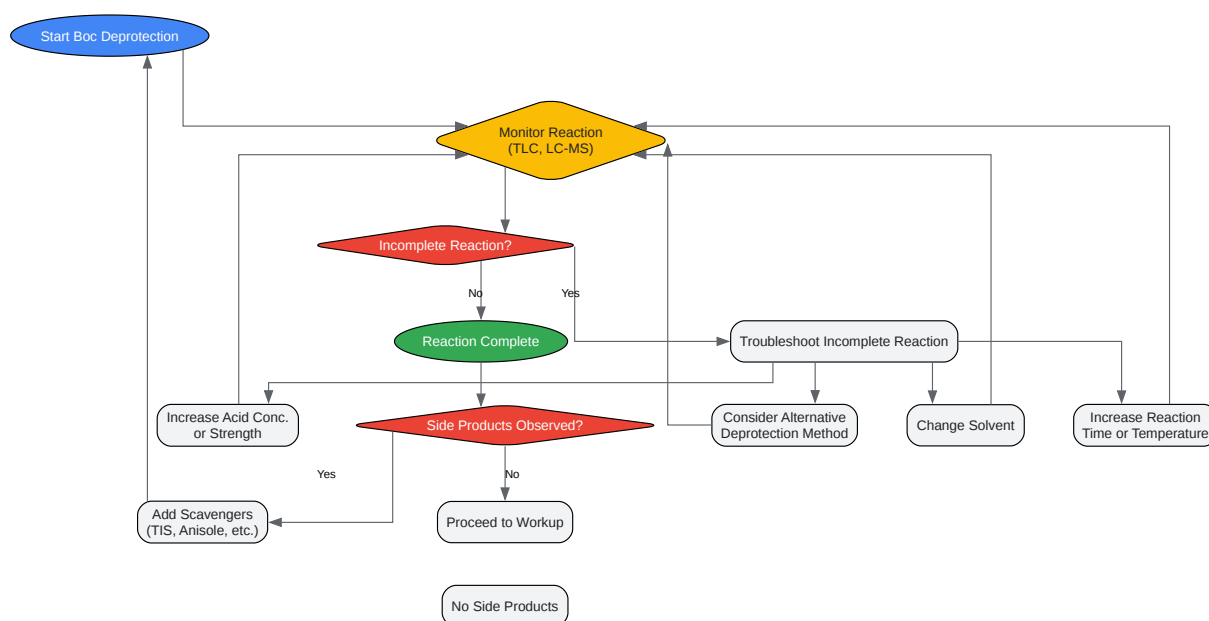 Start Boc Deprotection
Monitor Reaction
(TLC, LC-MS)
Incomplete Reaction?
No
Yes
Reaction Complete
Troubleshoot Incomplete Reaction
Increase Acid Conc.
or Strength
Side Products Observed?
Consider Alternative
Deprotection Method
Change Solvent
Increase Reaction
Time or Temperature
Yes
No
Add Scavengers
(TIS, Anisole, etc.)
Proceed to Workup
No Side Products